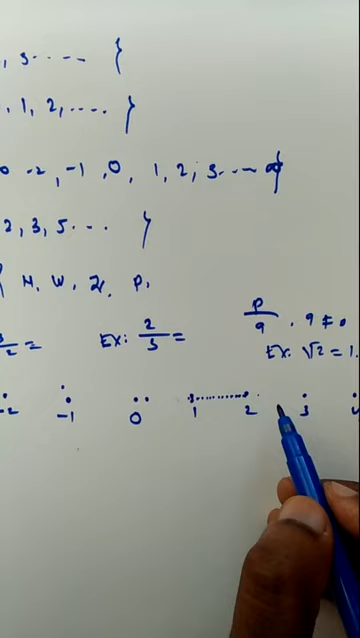 , 3..... }
1, 2, .... }
-2, -1, 0, 1, 2, 3.... ∞}
2, 3, 5... }
{ N, W, Z, P,
/2 = EX: 2/3 = P/q, q ≠ 0
EX: √2 = 1.
-2 -1 0 1 2 3